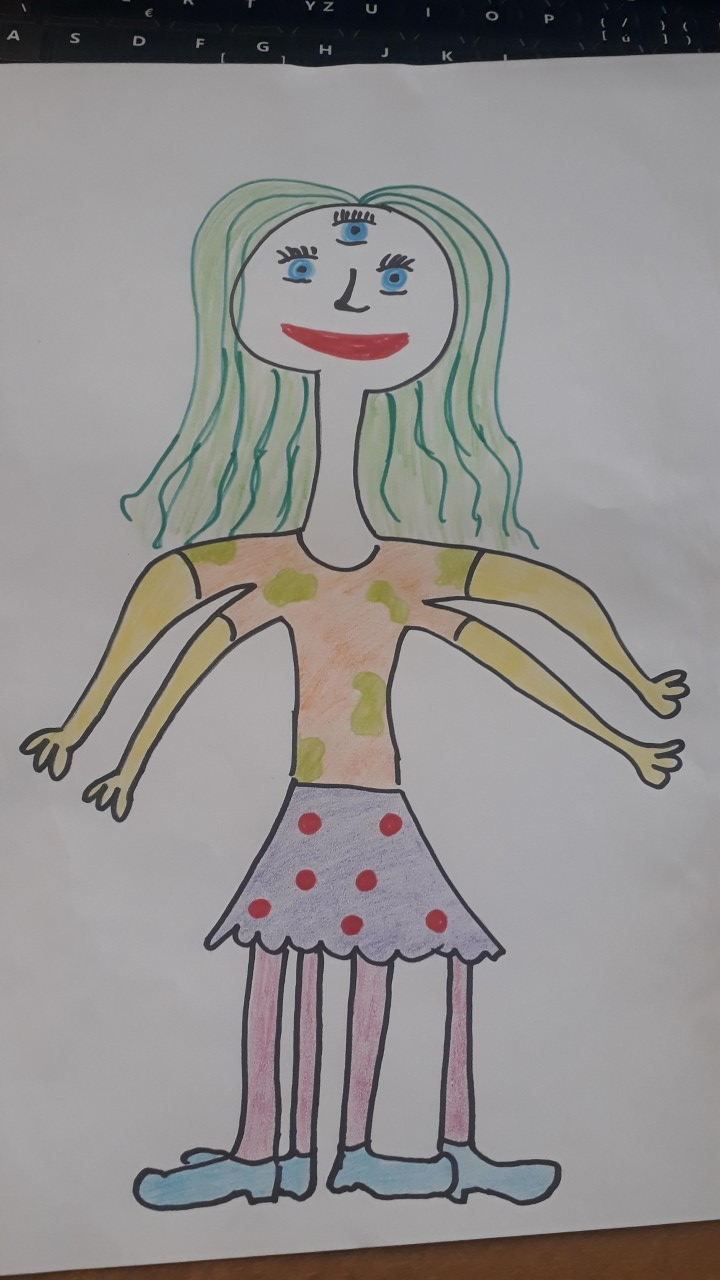 € R T YZ U I O P { / } (
A S D F G H J K L [ ú ] )
[ ]